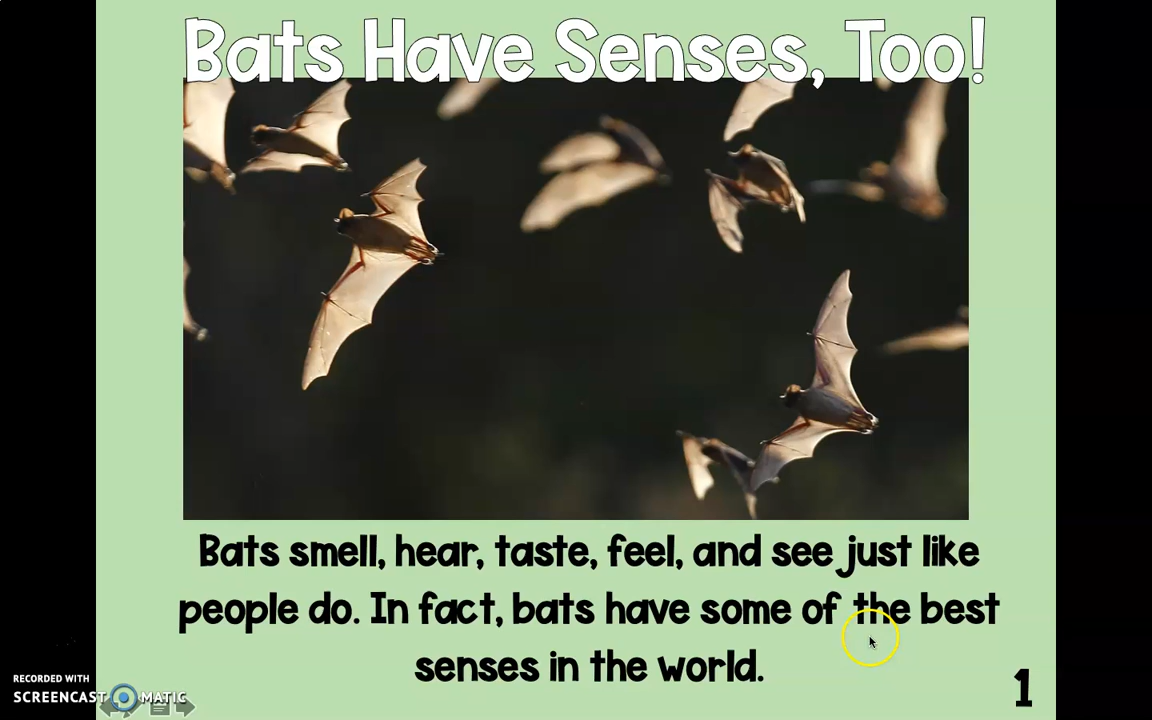 Bats Have Senses, Too!
Bats smell, hear, taste, feel, and see just like
people do. In fact, bats have some of the best
senses in the world.
1
RECORDED WITH
SCREENCAST MATIC